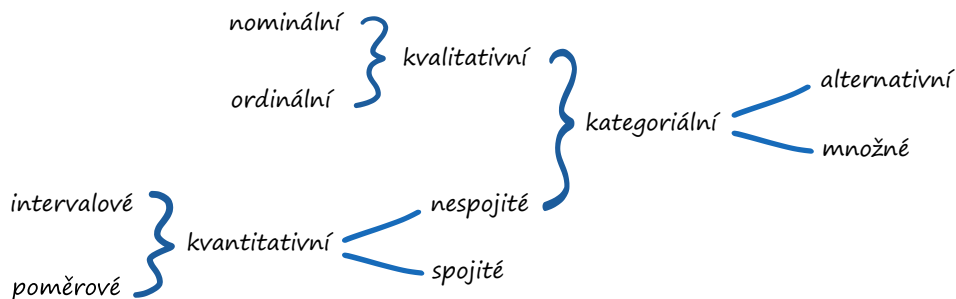 nominální
kvalitativní
ordinální
alternativní
kategoriální
množné
intervalové
nespojité
kvantitativní
spojité
poměrové